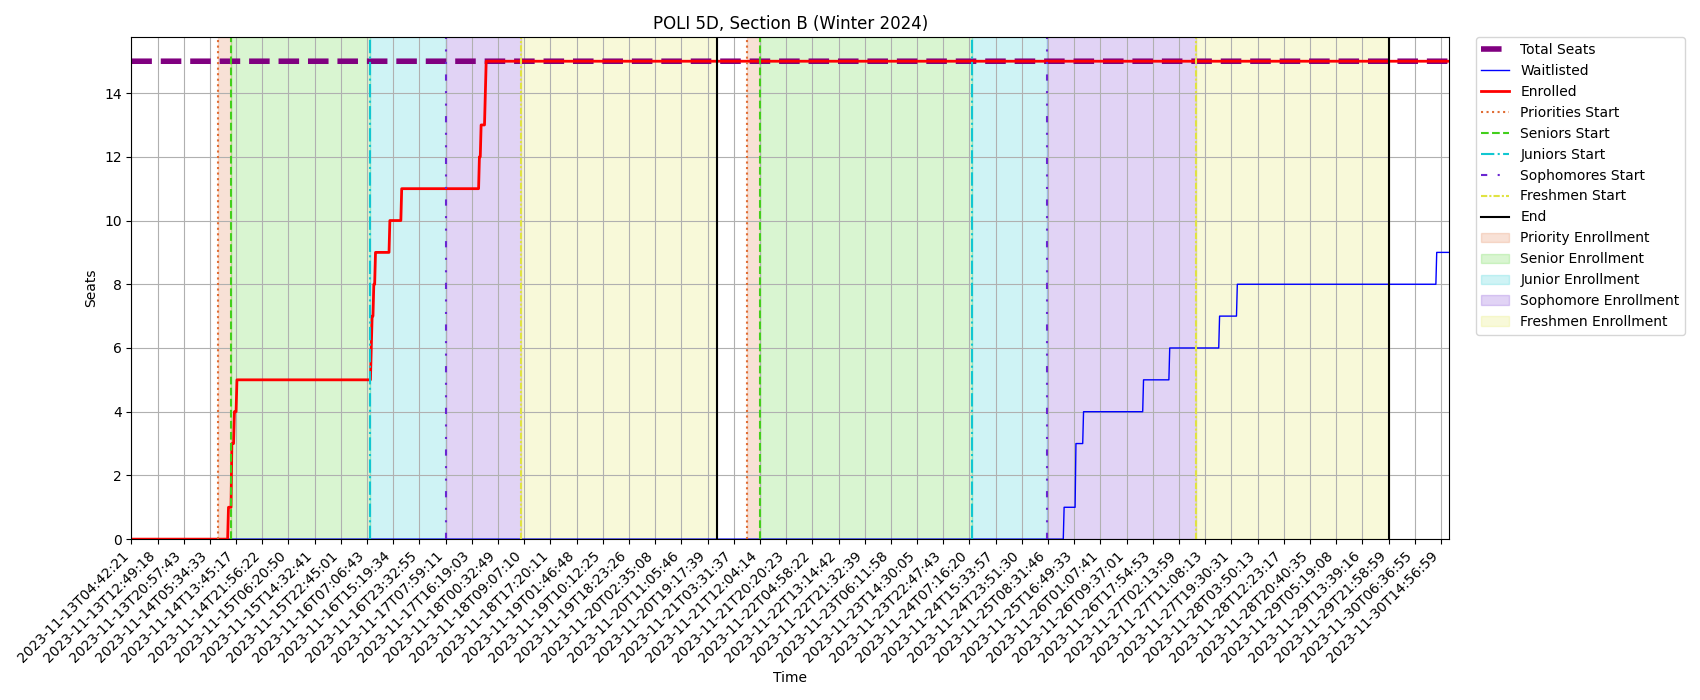 POLI 5D, Section B (Winter 2024)
Total Seats
Waitlisted
Enrolled
Priorities Start
Seniors Start
Juniors Start
Sophomores Start
Freshmen Start
End
Priority Enrollment
Senior Enrollment
Junior Enrollment
Sophomore Enrollment
Freshmen Enrollment
Seats
14
12
10
8
6
4
2
0
2023-11-13T04:42:21
2023-11-13T12:49:18
2023-11-13T20:57:43
2023-11-14T05:34:33
2023-11-14T13:45:17
2023-11-14T21:56:22
2023-11-15T06:20:50
2023-11-15T14:32:41
2023-11-15T22:45:01
2023-11-16T07:06:43
2023-11-16T15:19:34
2023-11-16T23:32:55
2023-11-17T07:59:11
2023-11-17T16:19:03
2023-11-18T00:32:49
2023-11-18T09:07:10
2023-11-18T17:20:11
2023-11-19T01:46:48
2023-11-19T10:12:25
2023-11-19T18:23:26
2023-11-20T02:35:08
2023-11-20T11:05:46
2023-11-20T19:17:39
2023-11-21T03:31:37
2023-11-21T12:04:14
2023-11-21T20:20:23
2023-11-22T04:58:22
2023-11-22T13:14:42
2023-11-22T21:32:39
2023-11-23T06:11:58
2023-11-23T14:30:05
2023-11-23T22:47:43
2023-11-24T07:16:20
2023-11-24T15:33:57
2023-11-24T23:51:30
2023-11-25T08:31:46
2023-11-25T16:49:33
2023-11-26T01:07:41
2023-11-26T09:37:01
2023-11-26T17:54:53
2023-11-27T02:13:59
2023-11-27T11:08:13
2023-11-27T19:30:31
2023-11-28T03:50:13
2023-11-28T12:23:17
2023-11-28T20:40:35
2023-11-29T05:19:08
2023-11-29T13:39:16
2023-11-29T21:58:59
2023-11-30T06:36:55
2023-11-30T14:56:59
Time